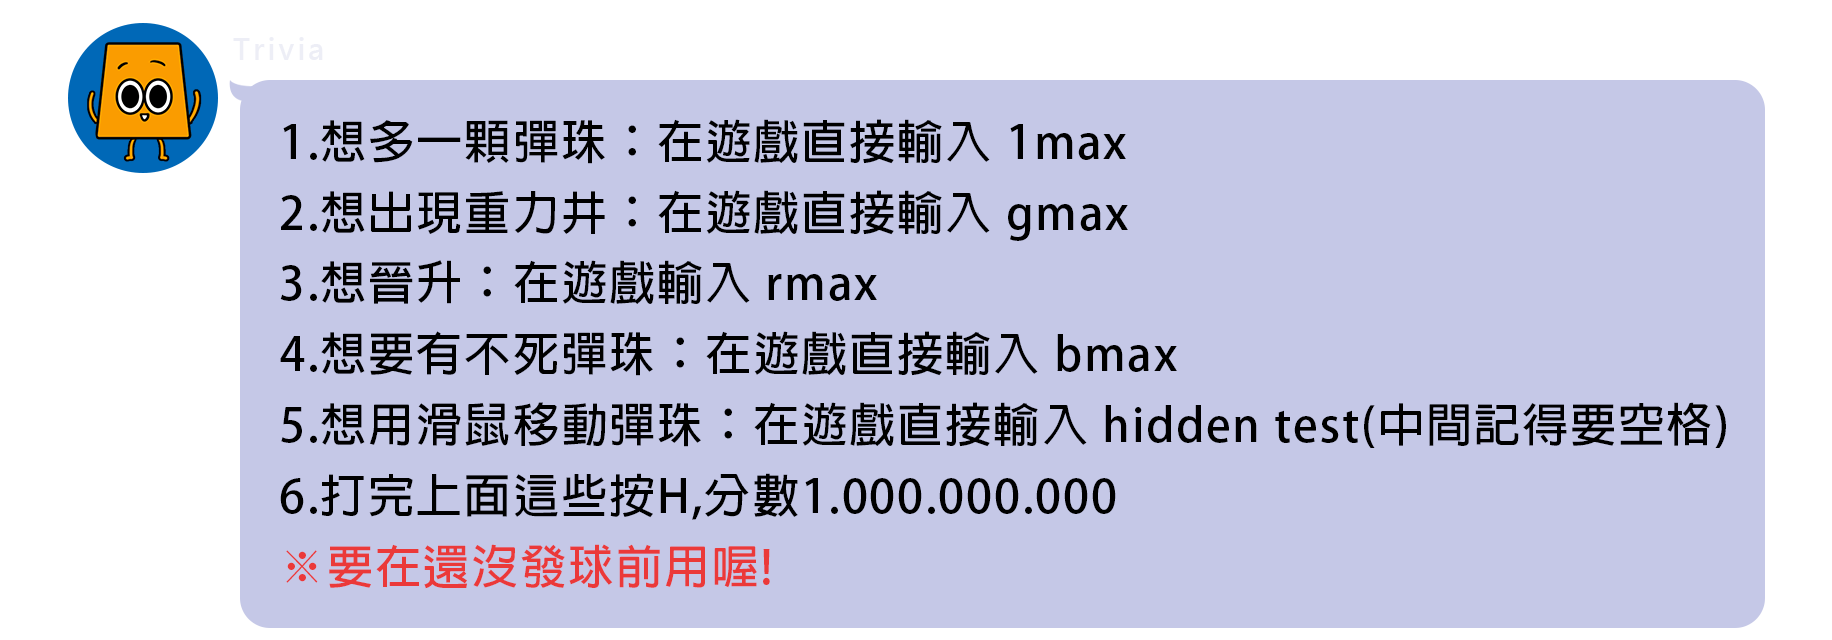 Trivia
1.想多一顆彈珠：在遊戲直接輸入 1max
2.想出現重力井：在遊戲直接輸入 gmax
3.想晉升：在遊戲輸入 rmax
4.想要有不死彈珠：在遊戲直接輸入 bmax
5.想用滑鼠移動彈珠：在遊戲直接輸入 hidden test(中間記得要空格)
6.打完上面這些按H,分數1.000.000.000
※要在還沒發球前用喔!